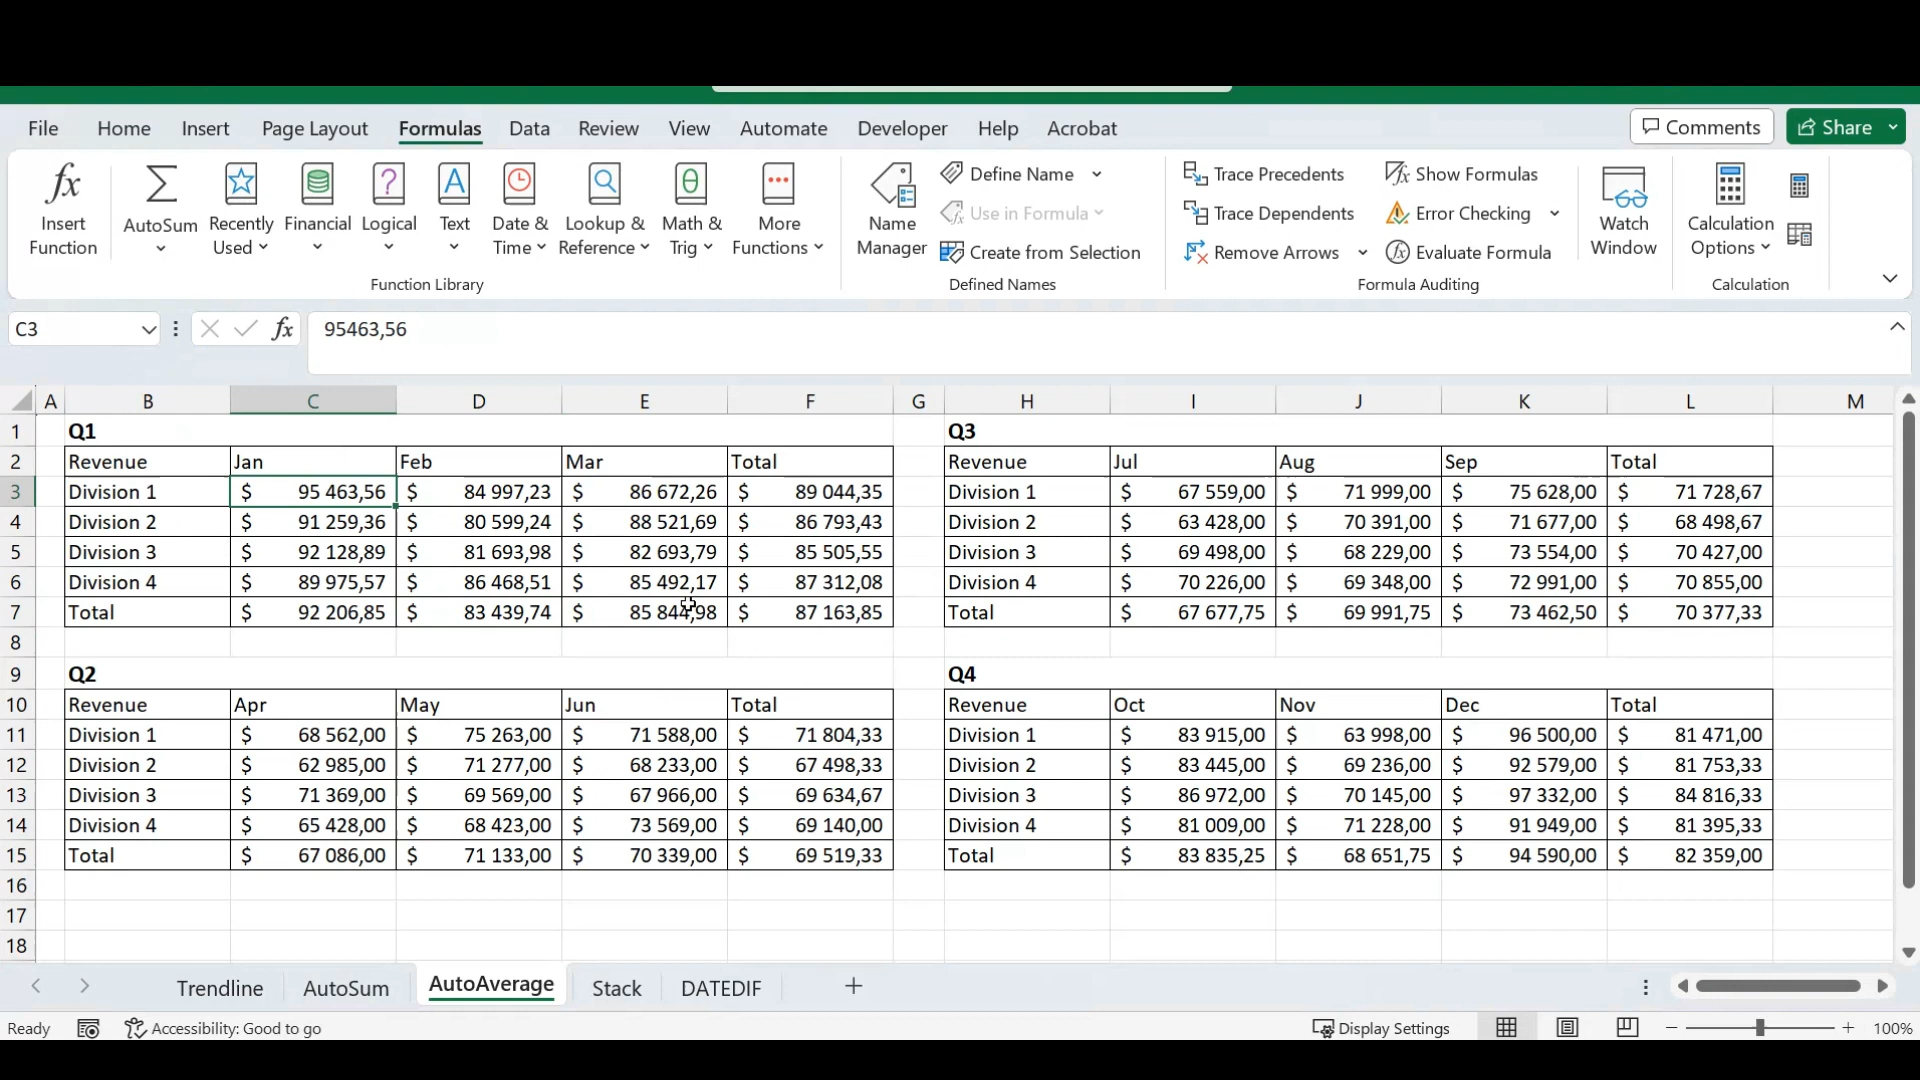 File Home Insert Page Layout Formulas Data Review View Automate Developer Help Acrobat Comments Share
Insert Function
AutoSum
Recently Used
Financial
Logical
Text
Date & Time
Lookup & Reference
Math & Trig
More Functions
Function Library
Name Manager
Define Name
Use in Formula
Create from Selection
Defined Names
Trace Precedents
Trace Dependents
Remove Arrows
Show Formulas
Error Checking
Evaluate Formula
Formula Auditing
Watch Window
Calculation Options
Calculation
C3 fx 95463,56
A B C D E F G H I J K L M
1 Q1 Q3
2 Revenue Jan Feb Mar Total Revenue Jul Aug Sep Total
3 Division 1 $ 95 463,56 $ 84 997,23 $ 86 672,26 $ 89 044,35 Division 1 $ 67 559,00 $ 71 999,00 $ 75 628,00 $ 71 728,67
4 Division 2 $ 91 259,36 $ 80 599,24 $ 88 521,69 $ 86 793,43 Division 2 $ 63 428,00 $ 70 391,00 $ 71 677,00 $ 68 498,67
5 Division 3 $ 92 128,89 $ 81 693,98 $ 82 693,79 $ 85 505,55 Division 3 $ 69 498,00 $ 68 229,00 $ 73 554,00 $ 70 427,00
6 Division 4 $ 89 975,57 $ 86 468,51 $ 85 492,17 $ 87 312,08 Division 4 $ 70 226,00 $ 69 348,00 $ 72 991,00 $ 70 855,00
7 Total $ 92 206,85 $ 83 439,74 $ 85 844,98 $ 87 163,85 Total $ 67 677,75 $ 69 991,75 $ 73 462,50 $ 70 377,33
8
9 Q2 Q4
10 Revenue Apr May Jun Total Revenue Oct Nov Dec Total
11 Division 1 $ 68 562,00 $ 75 263,00 $ 71 588,00 $ 71 804,33 Division 1 $ 83 915,00 $ 63 998,00 $ 96 500,00 $ 81 471,00
12 Division 2 $ 62 985,00 $ 71 277,00 $ 68 233,00 $ 67 498,33 Division 2 $ 83 445,00 $ 69 236,00 $ 92 579,00 $ 81 753,33
13 Division 3 $ 71 369,00 $ 69 569,00 $ 67 966,00 $ 69 634,67 Division 3 $ 86 972,00 $ 70 145,00 $ 97 332,00 $ 84 816,33
14 Division 4 $ 65 428,00 $ 68 423,00 $ 73 569,00 $ 69 140,00 Division 4 $ 81 009,00 $ 71 228,00 $ 91 949,00 $ 81 395,33
15 Total $ 67 086,00 $ 71 133,00 $ 70 339,00 $ 69 519,33 Total $ 83 835,25 $ 68 651,75 $ 94 590,00 $ 82 359,00
16
17
18
Trendline AutoSum AutoAverage Stack DATEDIF
Ready Accessibility: Good to go Display Settings 100%